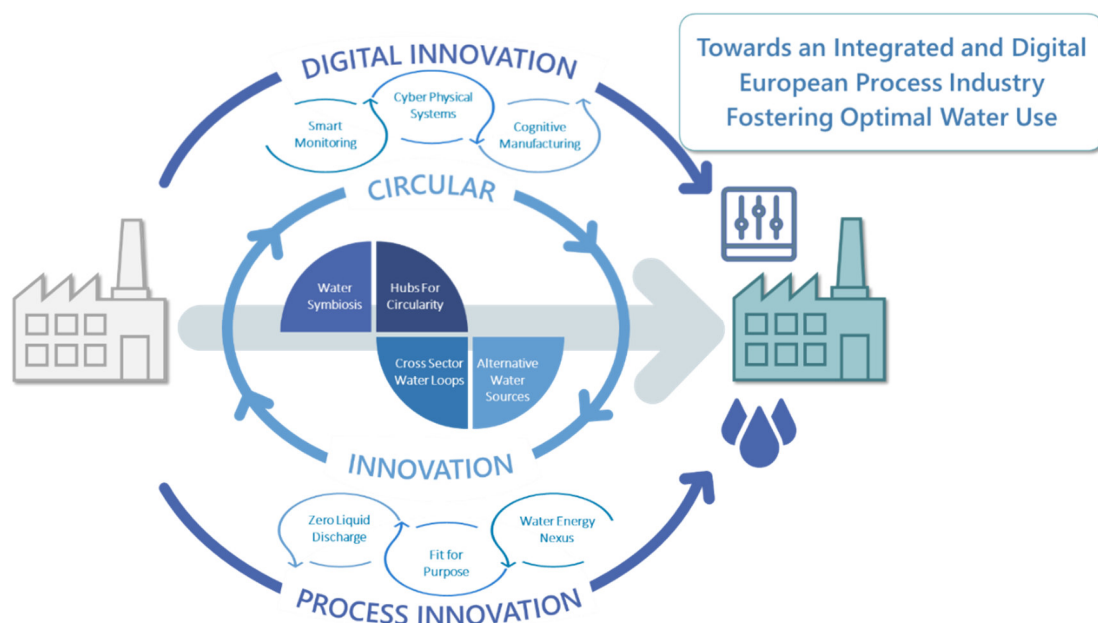 DIGITAL INNOVATION
Towards an Integrated and Digital
European Process Industry
Fostering Optimal Water Use
Smart
Monitoring
Cyber Physical
Systems
Cognitive
Manufacturing
CIRCULAR
Water
Symbiosis
Hubs For
Circularity
Cross Sector
Water Loops
Alternative
Water
Sources
INNOVATION
Zero Liquid
Discharge
Fit for
Purpose
Water Energy
Nexus
PROCESS INNOVATION